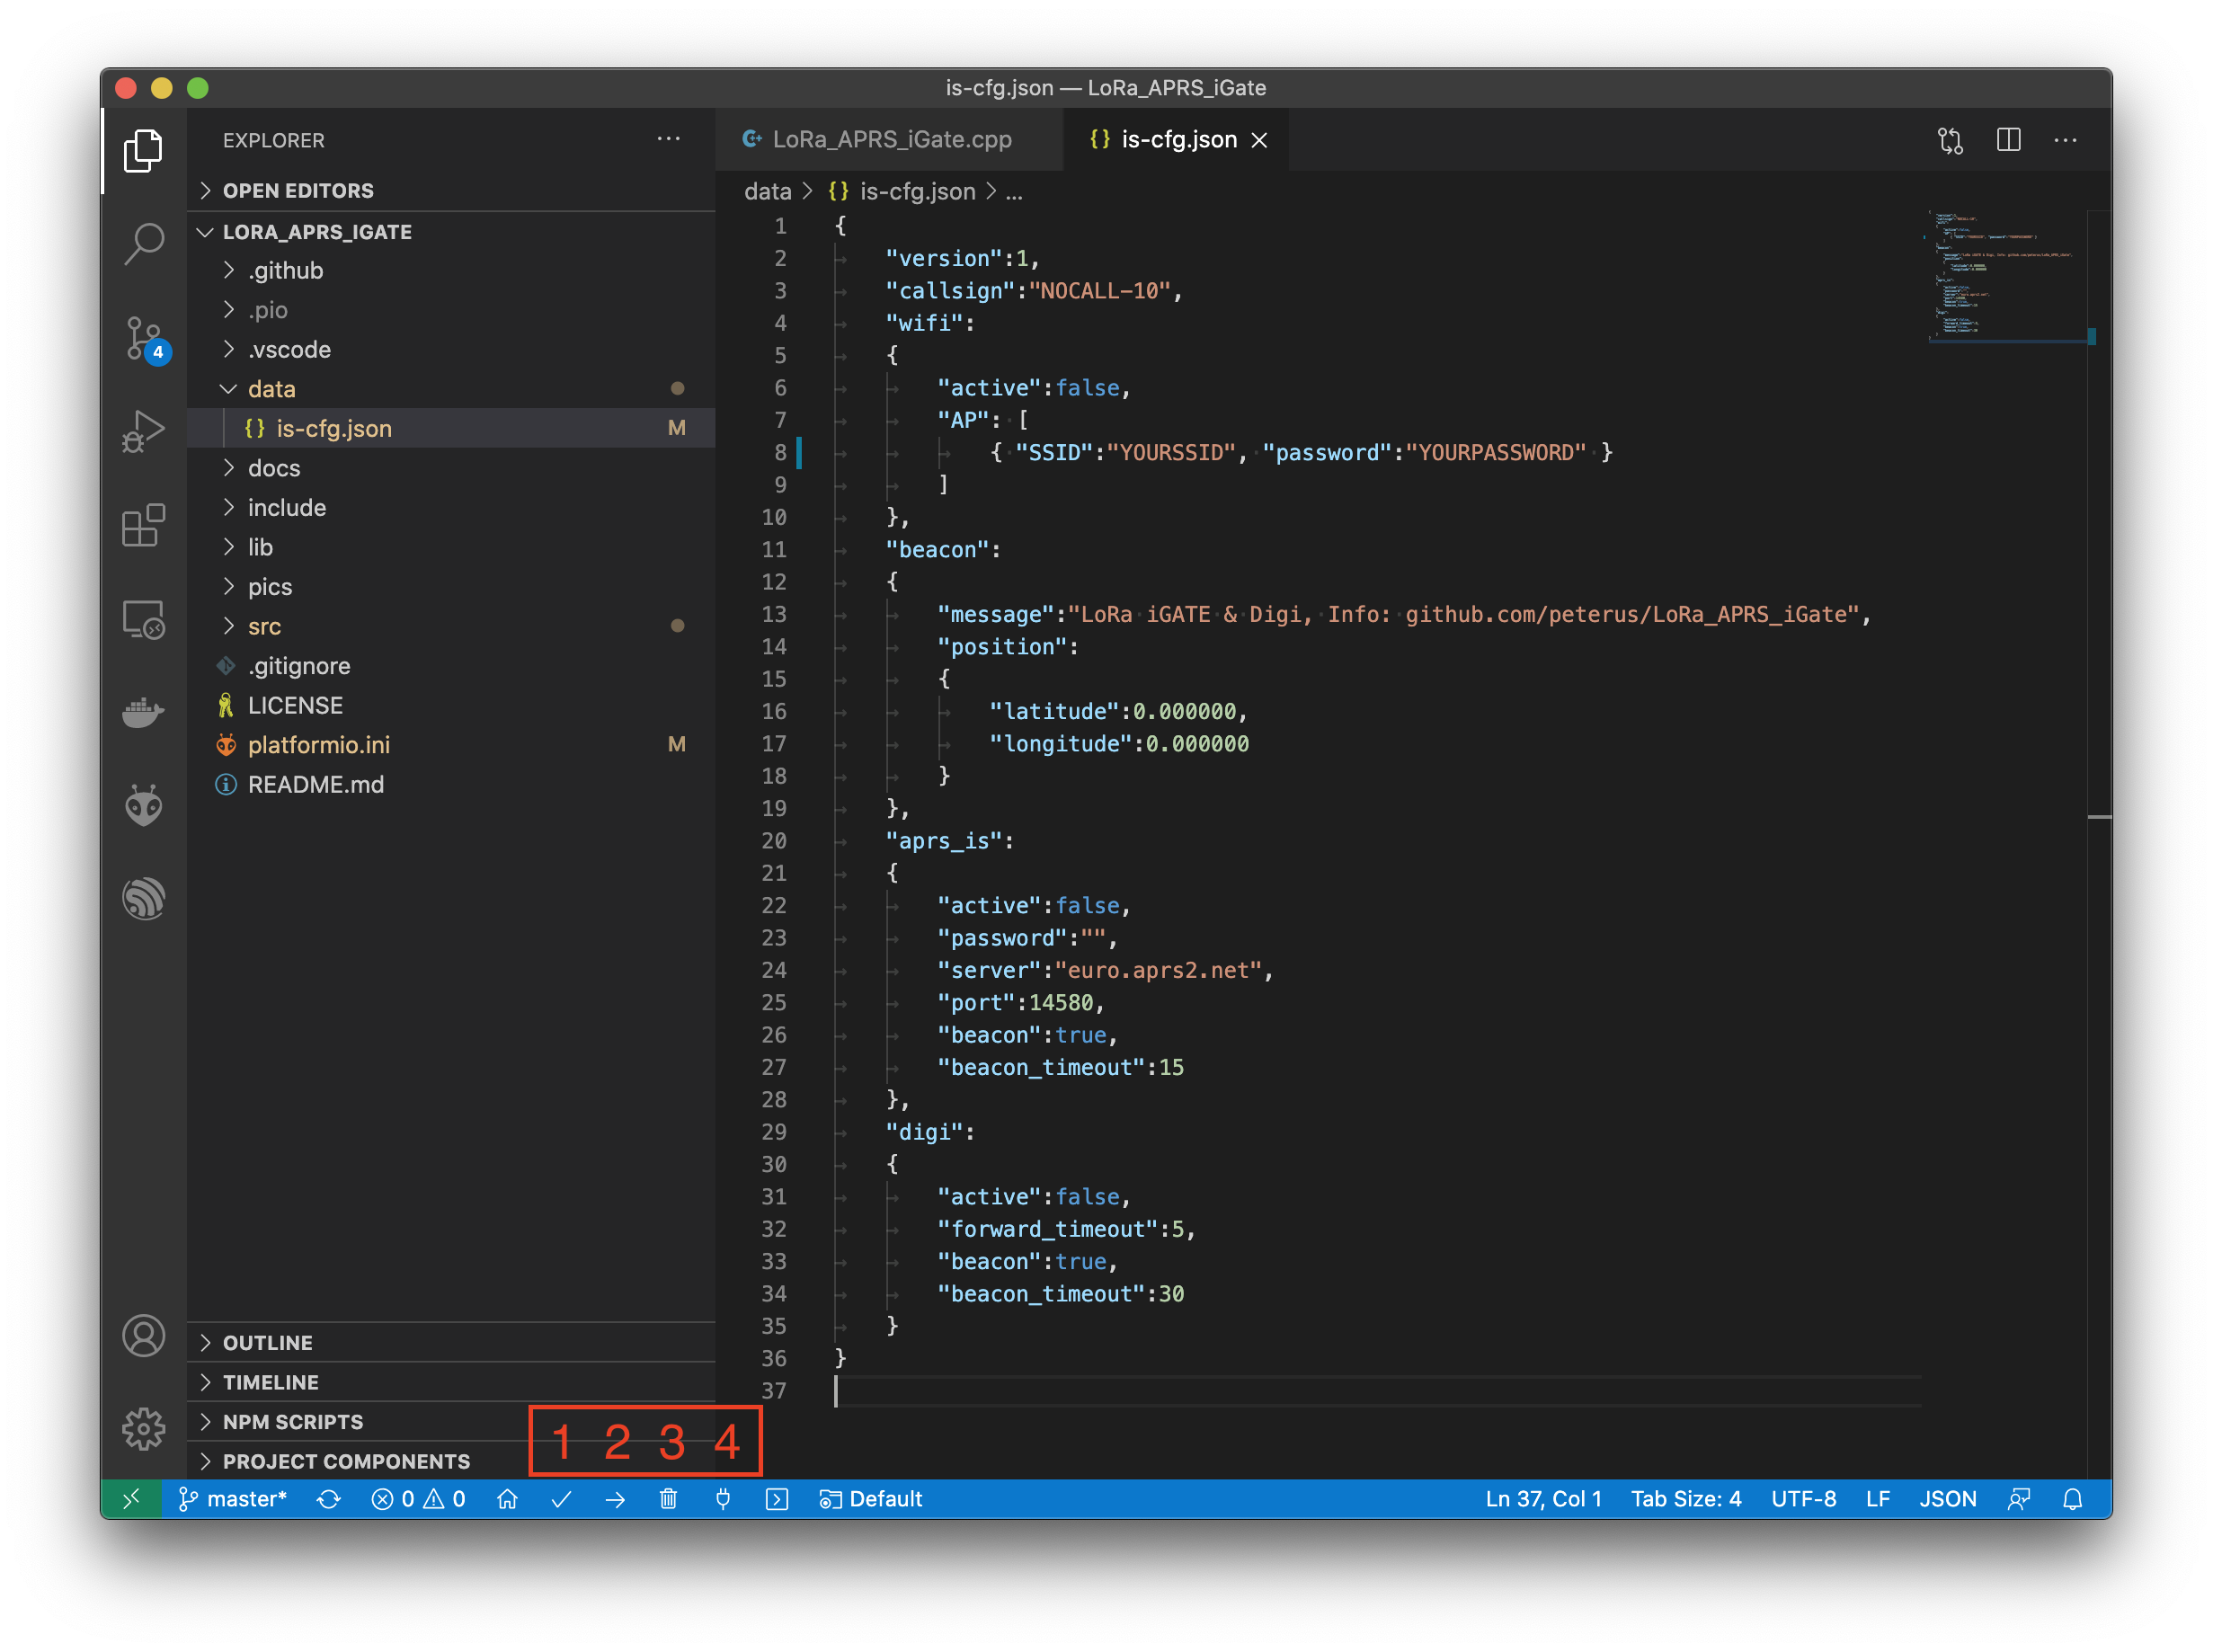 is-cfg.json — LoRa_APRS_iGate
EXPLORER
OPEN EDITORS
LORA_APRS_IGATE
.github
.pio
.vscode
data
is-cfg.json M
docs
include
lib
pics
src
.gitignore
LICENSE
platformio.ini M
README.md
OUTLINE
TIMELINE
NPM SCRIPTS
PROJECT COMPONENTS
4
LoRa_APRS_iGate.cpp
{} is-cfg.json
data > {} is-cfg.json > ...
1 {
2 "version":1,
3 "callsign":"NOCALL-10",
4 "wifi":
5 {
6 "active":false,
7 "AP": [
8 { "SSID":"YOURSSID", "password":"YOURPASSWORD" }
9 ]
10 },
11 "beacon":
12 {
13 "message":"LoRa iGATE & Digi, Info: github.com/peterus/LoRa_APRS_iGate",
14 "position":
15 {
16 "latitude":0.000000,
17 "longitude":0.000000
18 }
19 },
20 "aprs_is":
21 {
22 "active":false,
23 "password":"",
24 "server":"euro.aprs2.net",
25 "port":14580,
26 "beacon":true,
27 "beacon_timeout":15
28 },
29 "digi":
30 {
31 "active":false,
32 "forward_timeout":5,
33 "beacon":true,
34 "beacon_timeout":30
35 }
36 }
37
1 2 3 4
master* 0 0 Default Ln 37, Col 1 Tab Size: 4 UTF-8 LF JSON